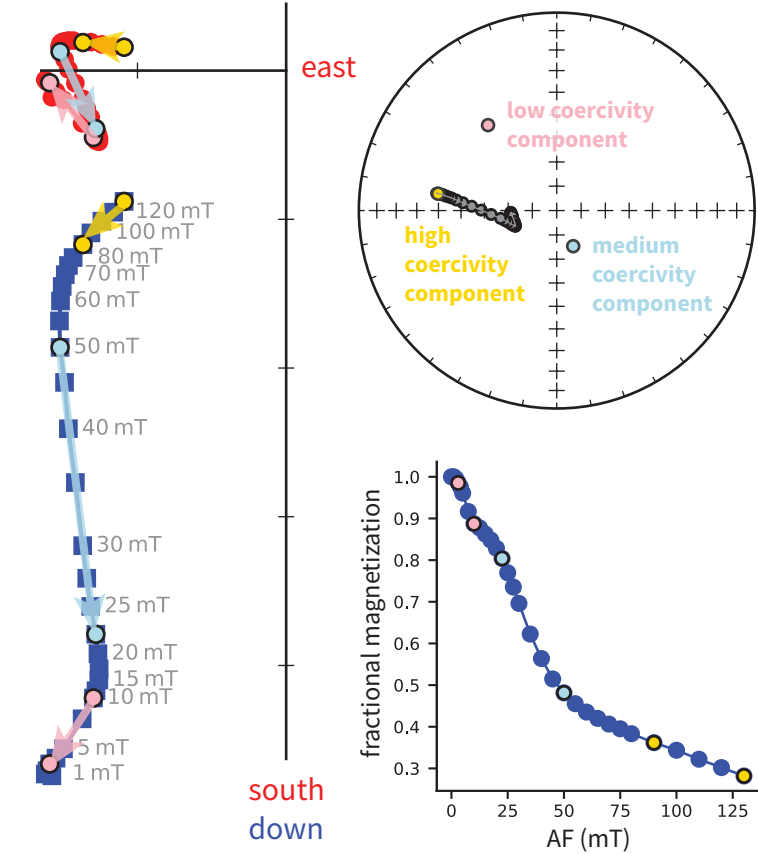 east
120 mT
100 mT
80 mT
70 mT
60 mT
50 mT
40 mT
30 mT
25 mT
20 mT
15 mT
10 mT
5 mT
1 mT
south
down
low coercivity
component
high
coercivity
component
medium
coercivity
component
fractional magnetization
1.0
0.9
0.8
0.7
0.6
0.5
0.4
0.3
0
25
50
75
100
125
AF (mT)